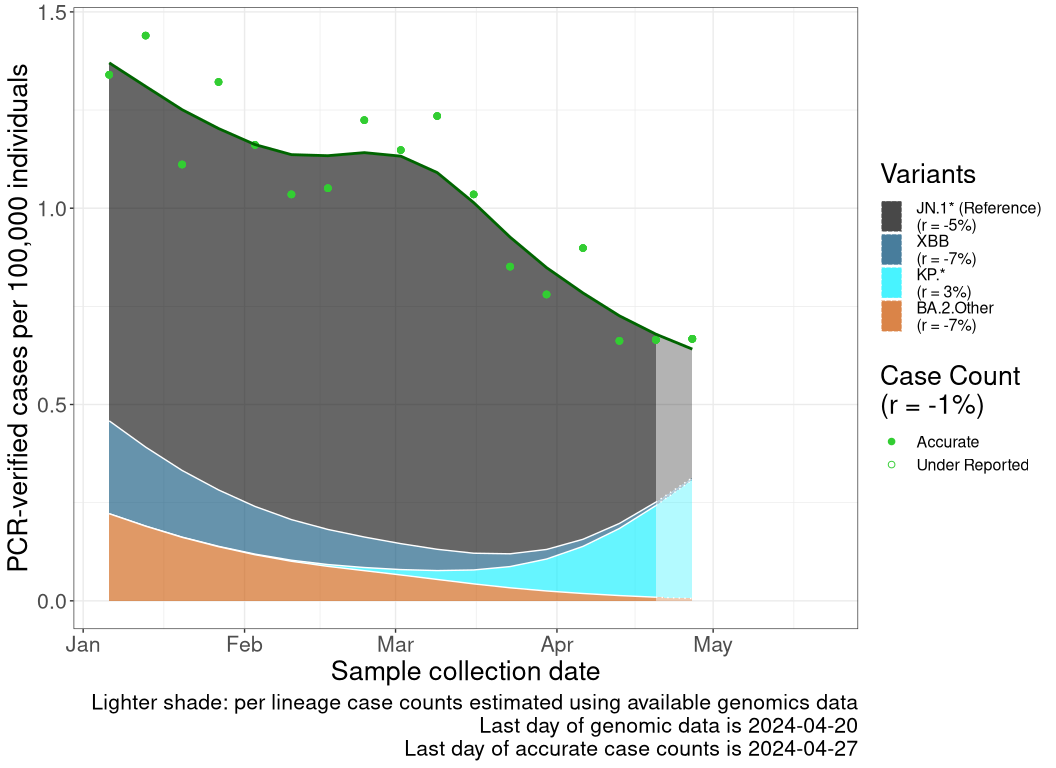 PCR-verified cases per 100,000 individuals
1.5
1.0
0.5
0.0
Jan
Feb
Mar
Apr
May
Sample collection date
Lighter shade: per lineage case counts estimated using available genomics data
Last day of genomic data is 2024-04-20
Last day of accurate case counts is 2024-04-27
Variants
JN.1* (Reference)
(r = -5%)
XBB
(r = -7%)
KP.*
(r = 3%)
BA.2.Other
(r = -7%)
Case Count
(r = -1%)
Accurate
Under Reported